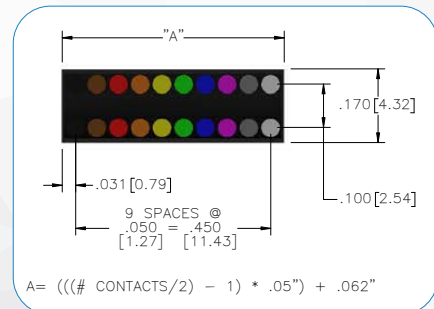 "A"
.170[4.32]
.031[0.79]
.100[2.54]
9 SPACES @
.050 = .450
[1.27] [11.43]
A= (((# CONTACTS/2) - 1) * .05") + .062"